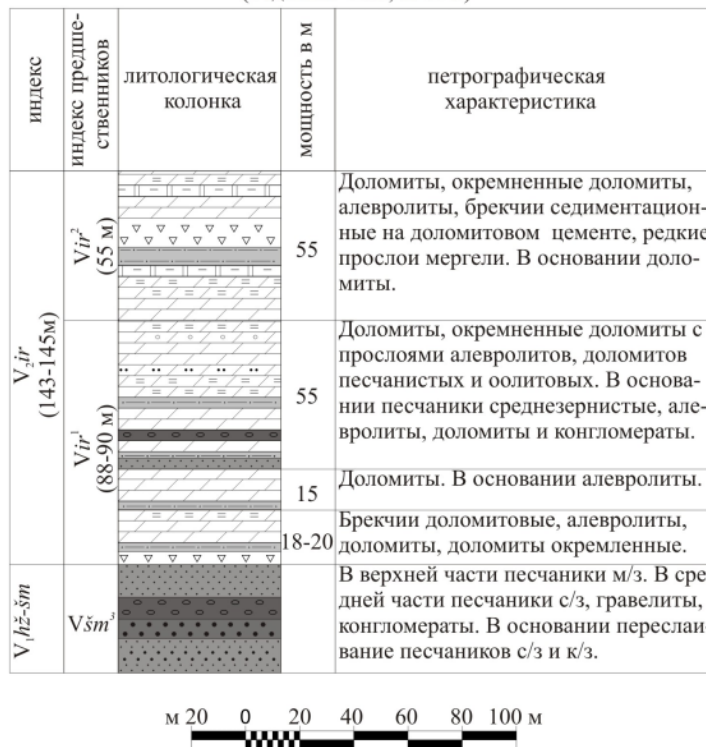 индекс
индекс предше-
ственников
литологическая
колонка
мощность в м
петрографическая
характеристика
V₂ir
(143-145м)
Vir²
(55 м)
55
Доломиты, окремненные доломиты,
алевролиты, брекчии седиментацион-
ные на доломитовом цементе, редкие
прослои мергели. В основании доло-
миты.
Vir¹
(88-90 м)
55
Доломиты, окремненные доломиты с
прослоями алевролитов, доломитов
песчанистых и оолитовых. В основа-
нии песчаники среднезернистые, але-
вролиты, доломиты и конгломераты.
15
Доломиты. В основании алевролиты.
18-20
Брекчии доломитовые, алевролиты,
доломиты, доломиты окремленные.
V₁hž-šm
Všm³
В верхней части песчаники м/з. В сре
дней части песчаники с/з, гравелиты,
конгломераты. В основании переслаи-
вание песчаников с/з и к/з.
м 20 0 20 40 60 80 100 м